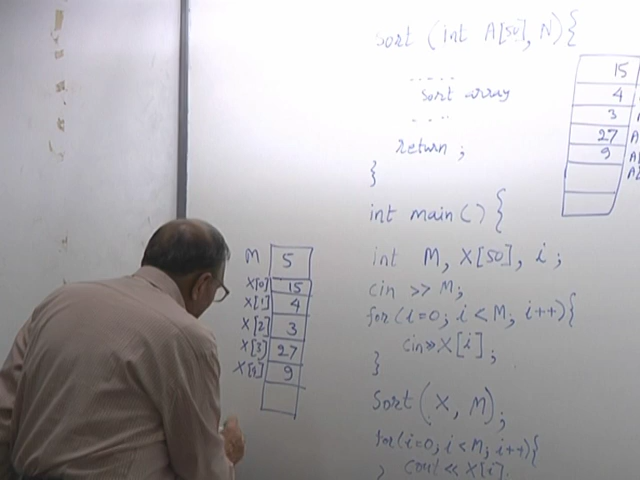 sort (int A[50], N){
....
sort array
....
return ;
}
int main() {
int M, X[50], i ;
cin >> M;
for(i=0; i<M; i++){
cin>>X[i];
}
Sort(X, M);
for(i=0; i<M; i++){
} cout<<X[i].
M 5
X[0] 15
X[1] 4
X[2] 3
X[3] 27
X[4] 9
15
4
3
27 A
9 A[
A[